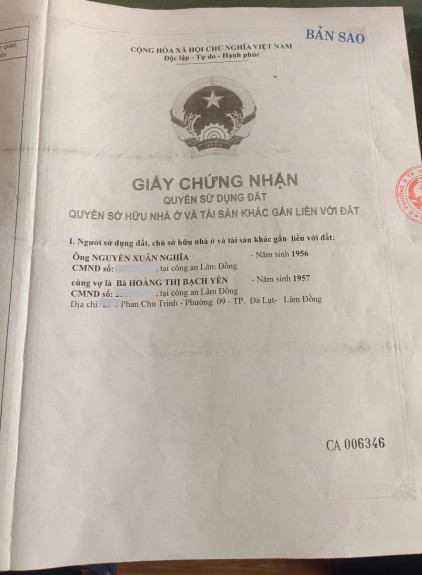 BẢN SAO
CỘNG HÒA XÃ HỘI CHỦ NGHĨA VIỆT NAM
Độc lập - Tự do - Hạnh phúc
GIẤY CHỨNG NHẬN
QUYỀN SỬ DỤNG ĐẤT
QUYỀN SỞ HỮU NHÀ Ở VÀ TÀI SẢN KHÁC GẮN LIỀN VỚI ĐẤT
I. Người sử dụng đất, chủ sở hữu nhà ở và tài sản khác gắn liền với đất:
Ông NGUYỄN XUÂN NGHĨA - Năm sinh 1956
CMND số: , tại công an Lâm Đồng
cùng vợ là Bà HOÀNG THỊ BẠCH YẾN - Năm sinh 1957
CMND số: , tại công an Lâm Đồng
Địa chỉ: Phan Chu Trinh - Phường. 09 - TP. Đà Lạt- Lâm Đồng
CA 006346